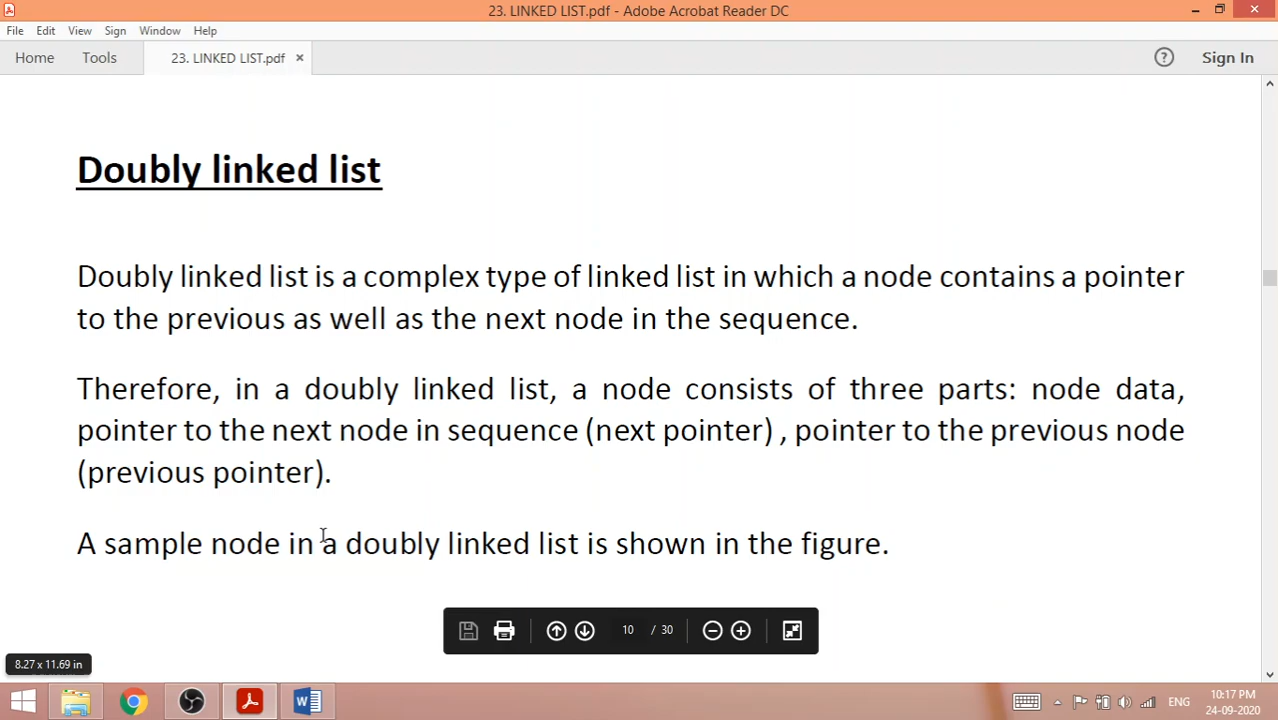 23. LINKED LIST.pdf - Adobe Acrobat Reader DC
File Edit View Sign Window Help
Home Tools 23. LINKED LIST.pdf × ? Sign In
Doubly linked list
Doubly linked list is a complex type of linked list in which a node contains a pointer
to the previous as well as the next node in the sequence.
Therefore, in a doubly linked list, a node consists of three parts: node data,
pointer to the next node in sequence (next pointer) , pointer to the previous node
(previous pointer).
A sample node in a doubly linked list is shown in the figure.
10 / 30
8.27 x 11.69 in
ENG
10:17 PM
24-09-2020